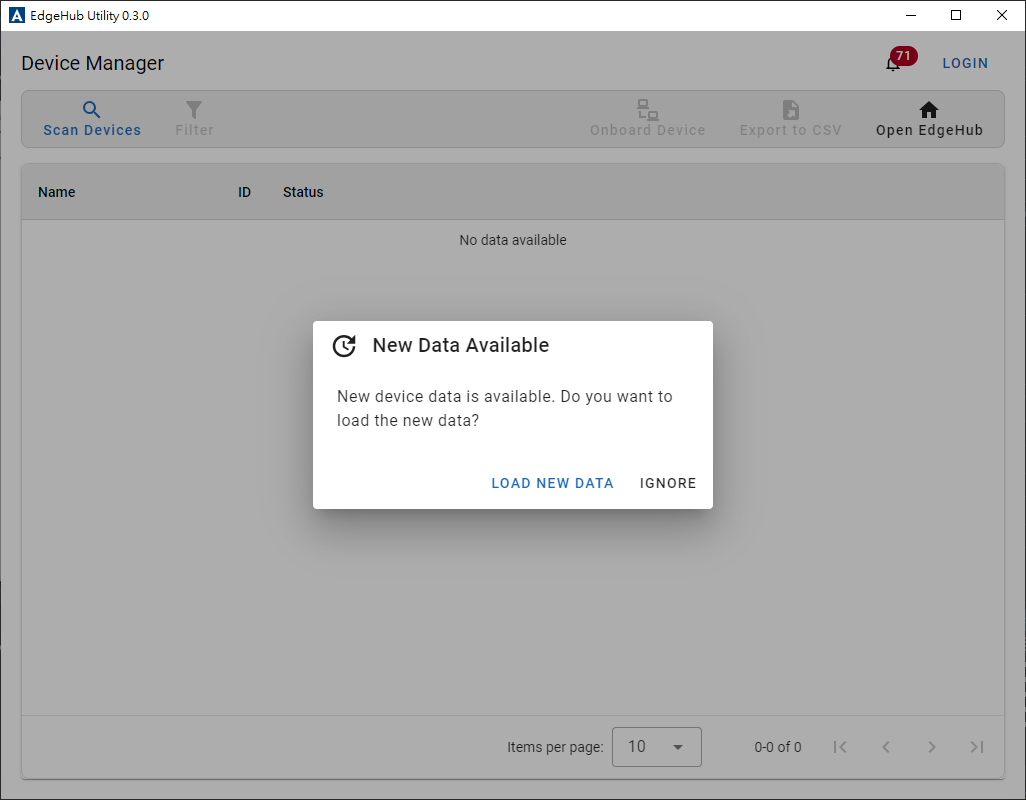 EdgeHub Utility 0.3.0
Device Manager
71
LOGIN
Scan Devices
Filter
Onboard Device
Export to CSV
Open EdgeHub
Name ID Status
No data available
New Data Available
New device data is available. Do you want to
load the new data?
LOAD NEW DATA
IGNORE
Items per page: 10 0-0 of 0